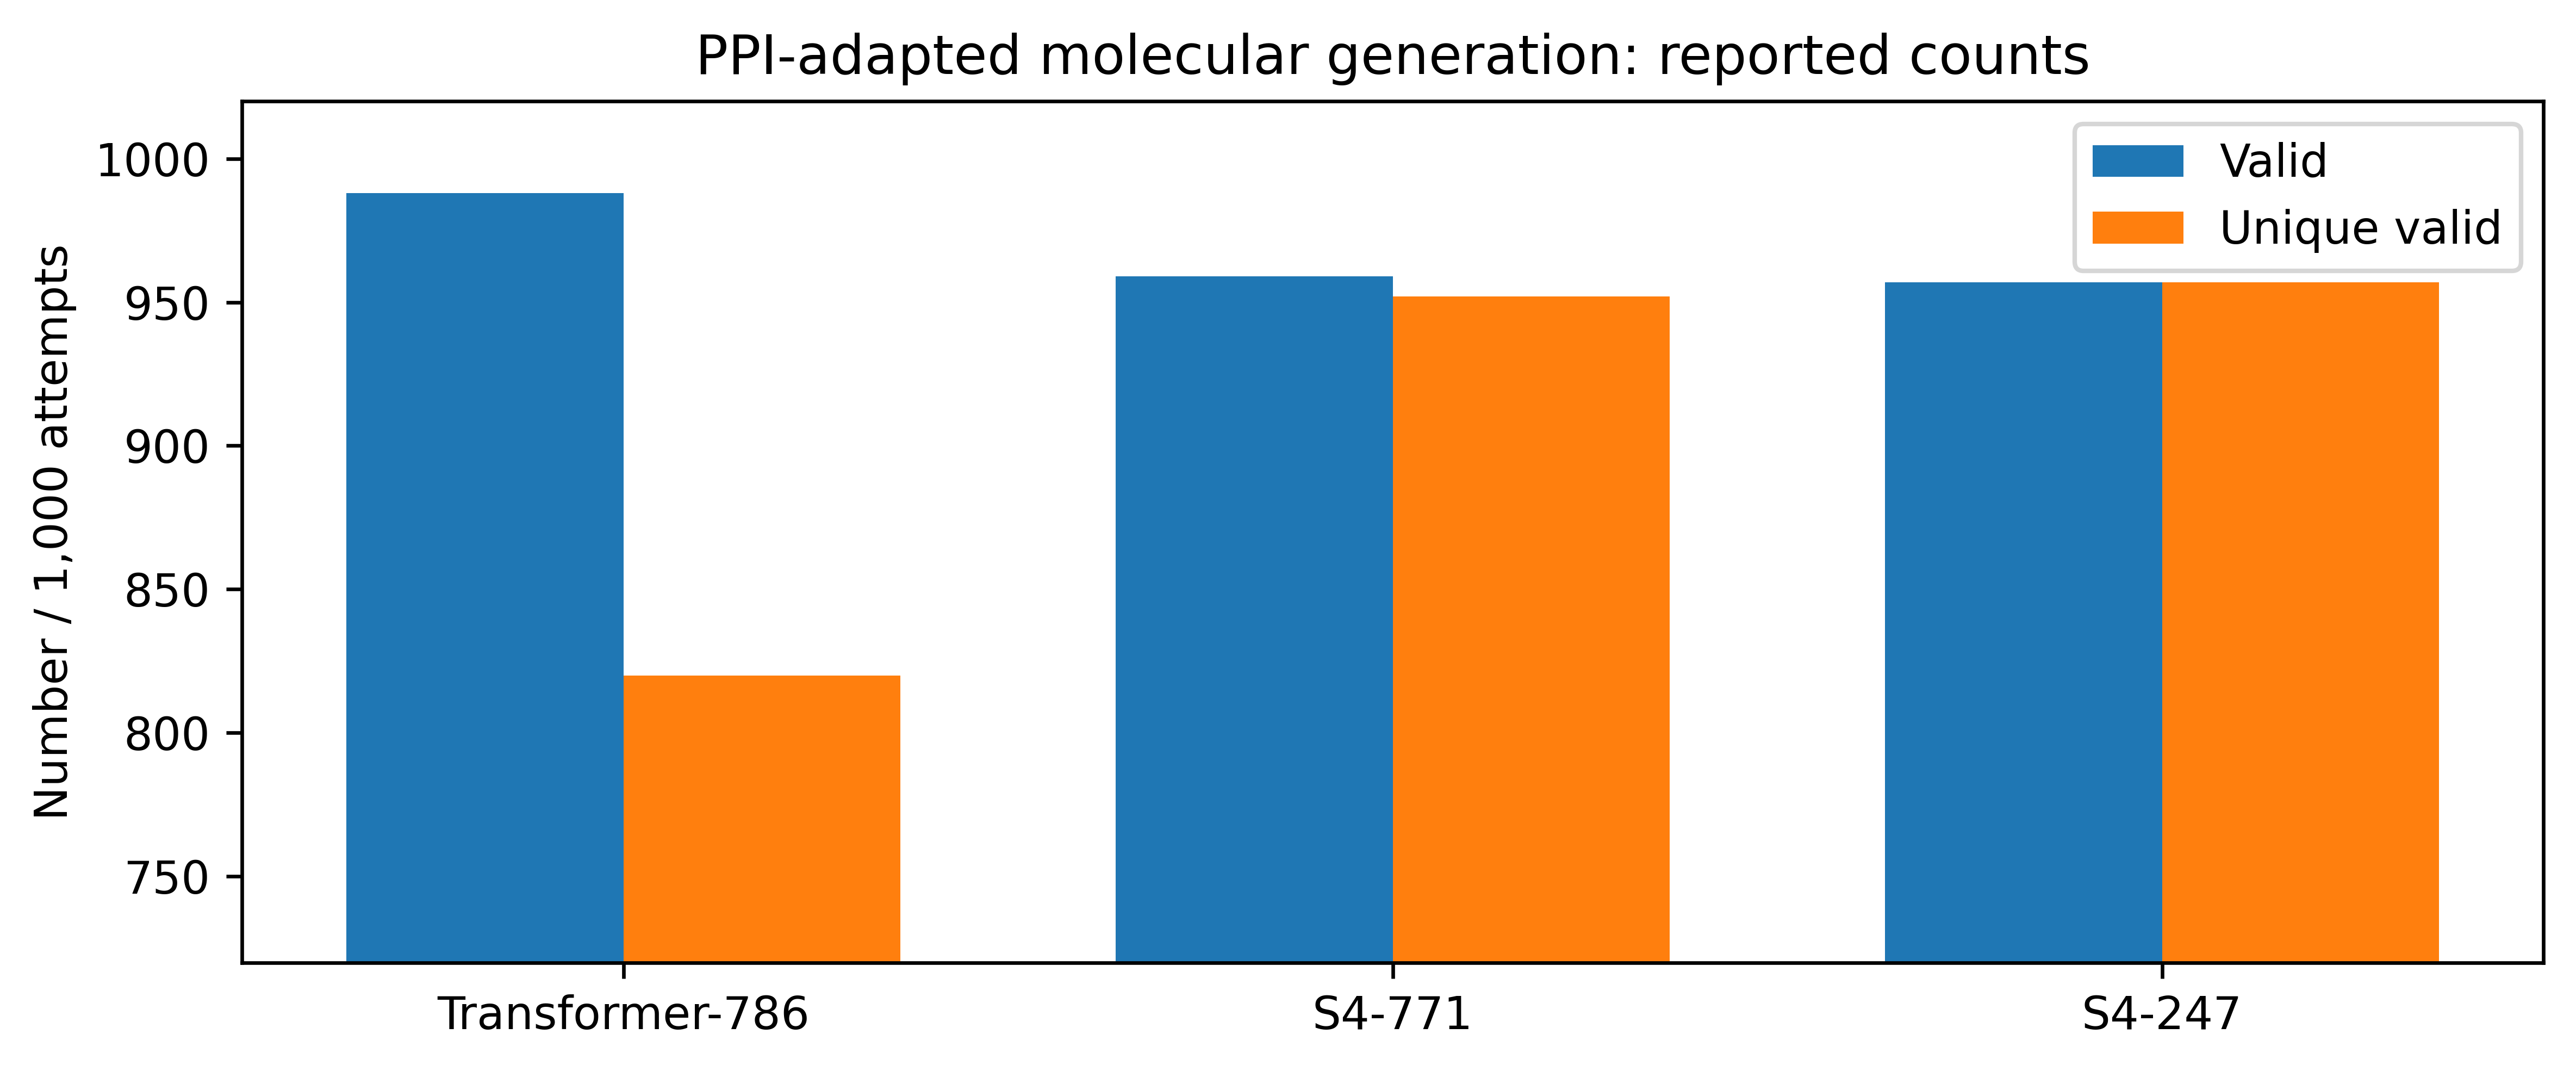 PPI-adapted molecular generation: reported counts
Number / 1,000 attempts
1000
950
900
850
800
750
Valid
Unique valid
Transformer-786
S4-771
S4-247